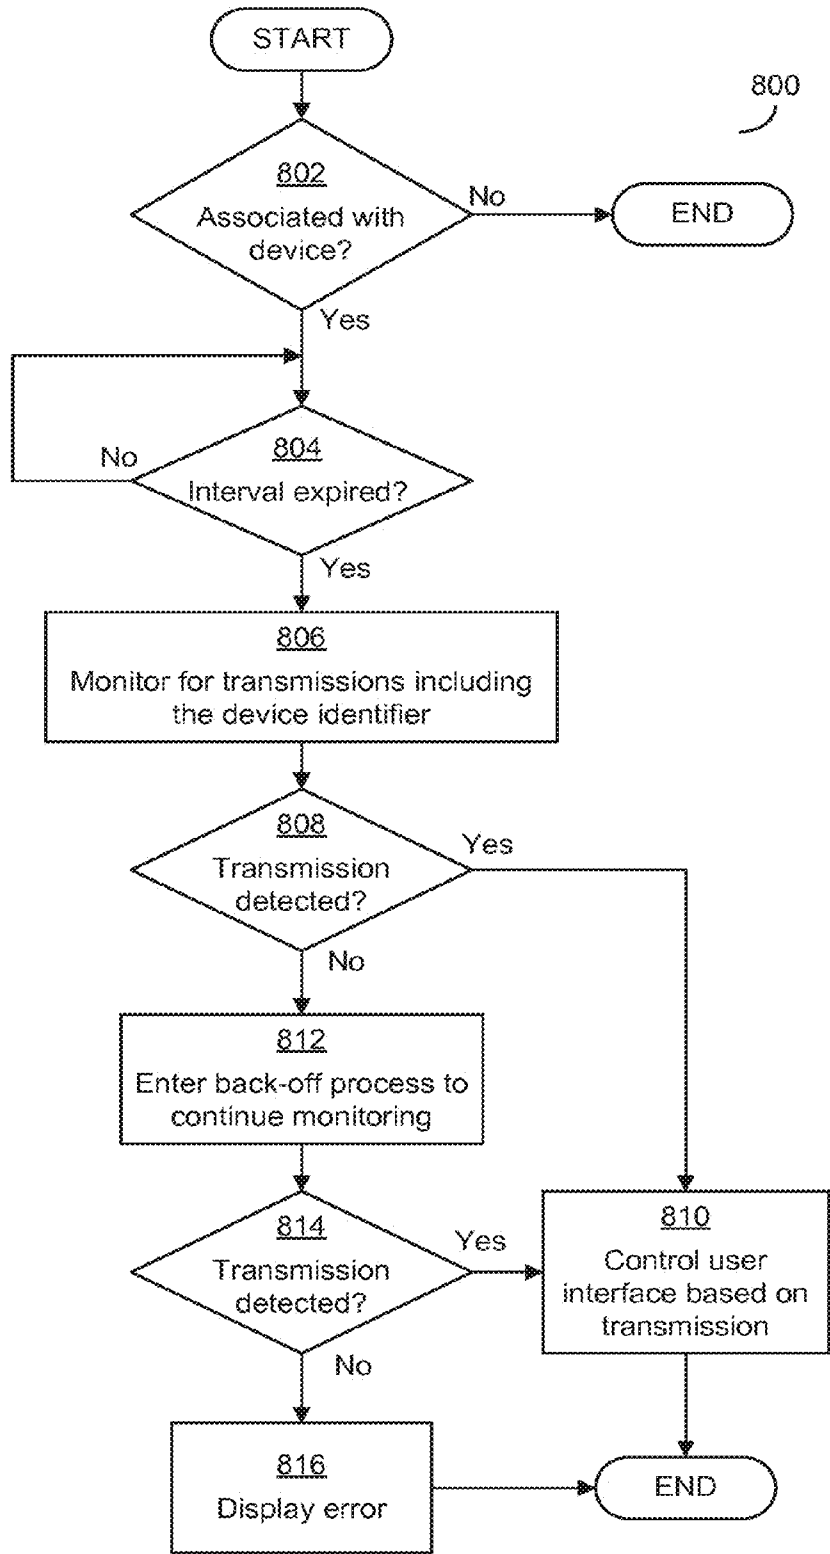 START
800
802
Associated with
device?
No
END
Yes
804
Interval expired?
No
Yes
806
Monitor for transmissions including
the device identifier
808
Transmission
detected?
Yes
No
812
Enter back-off process to
continue monitoring
814
Transmission
detected?
Yes
810
Control user
interface based on
transmission
No
816
Display error
END